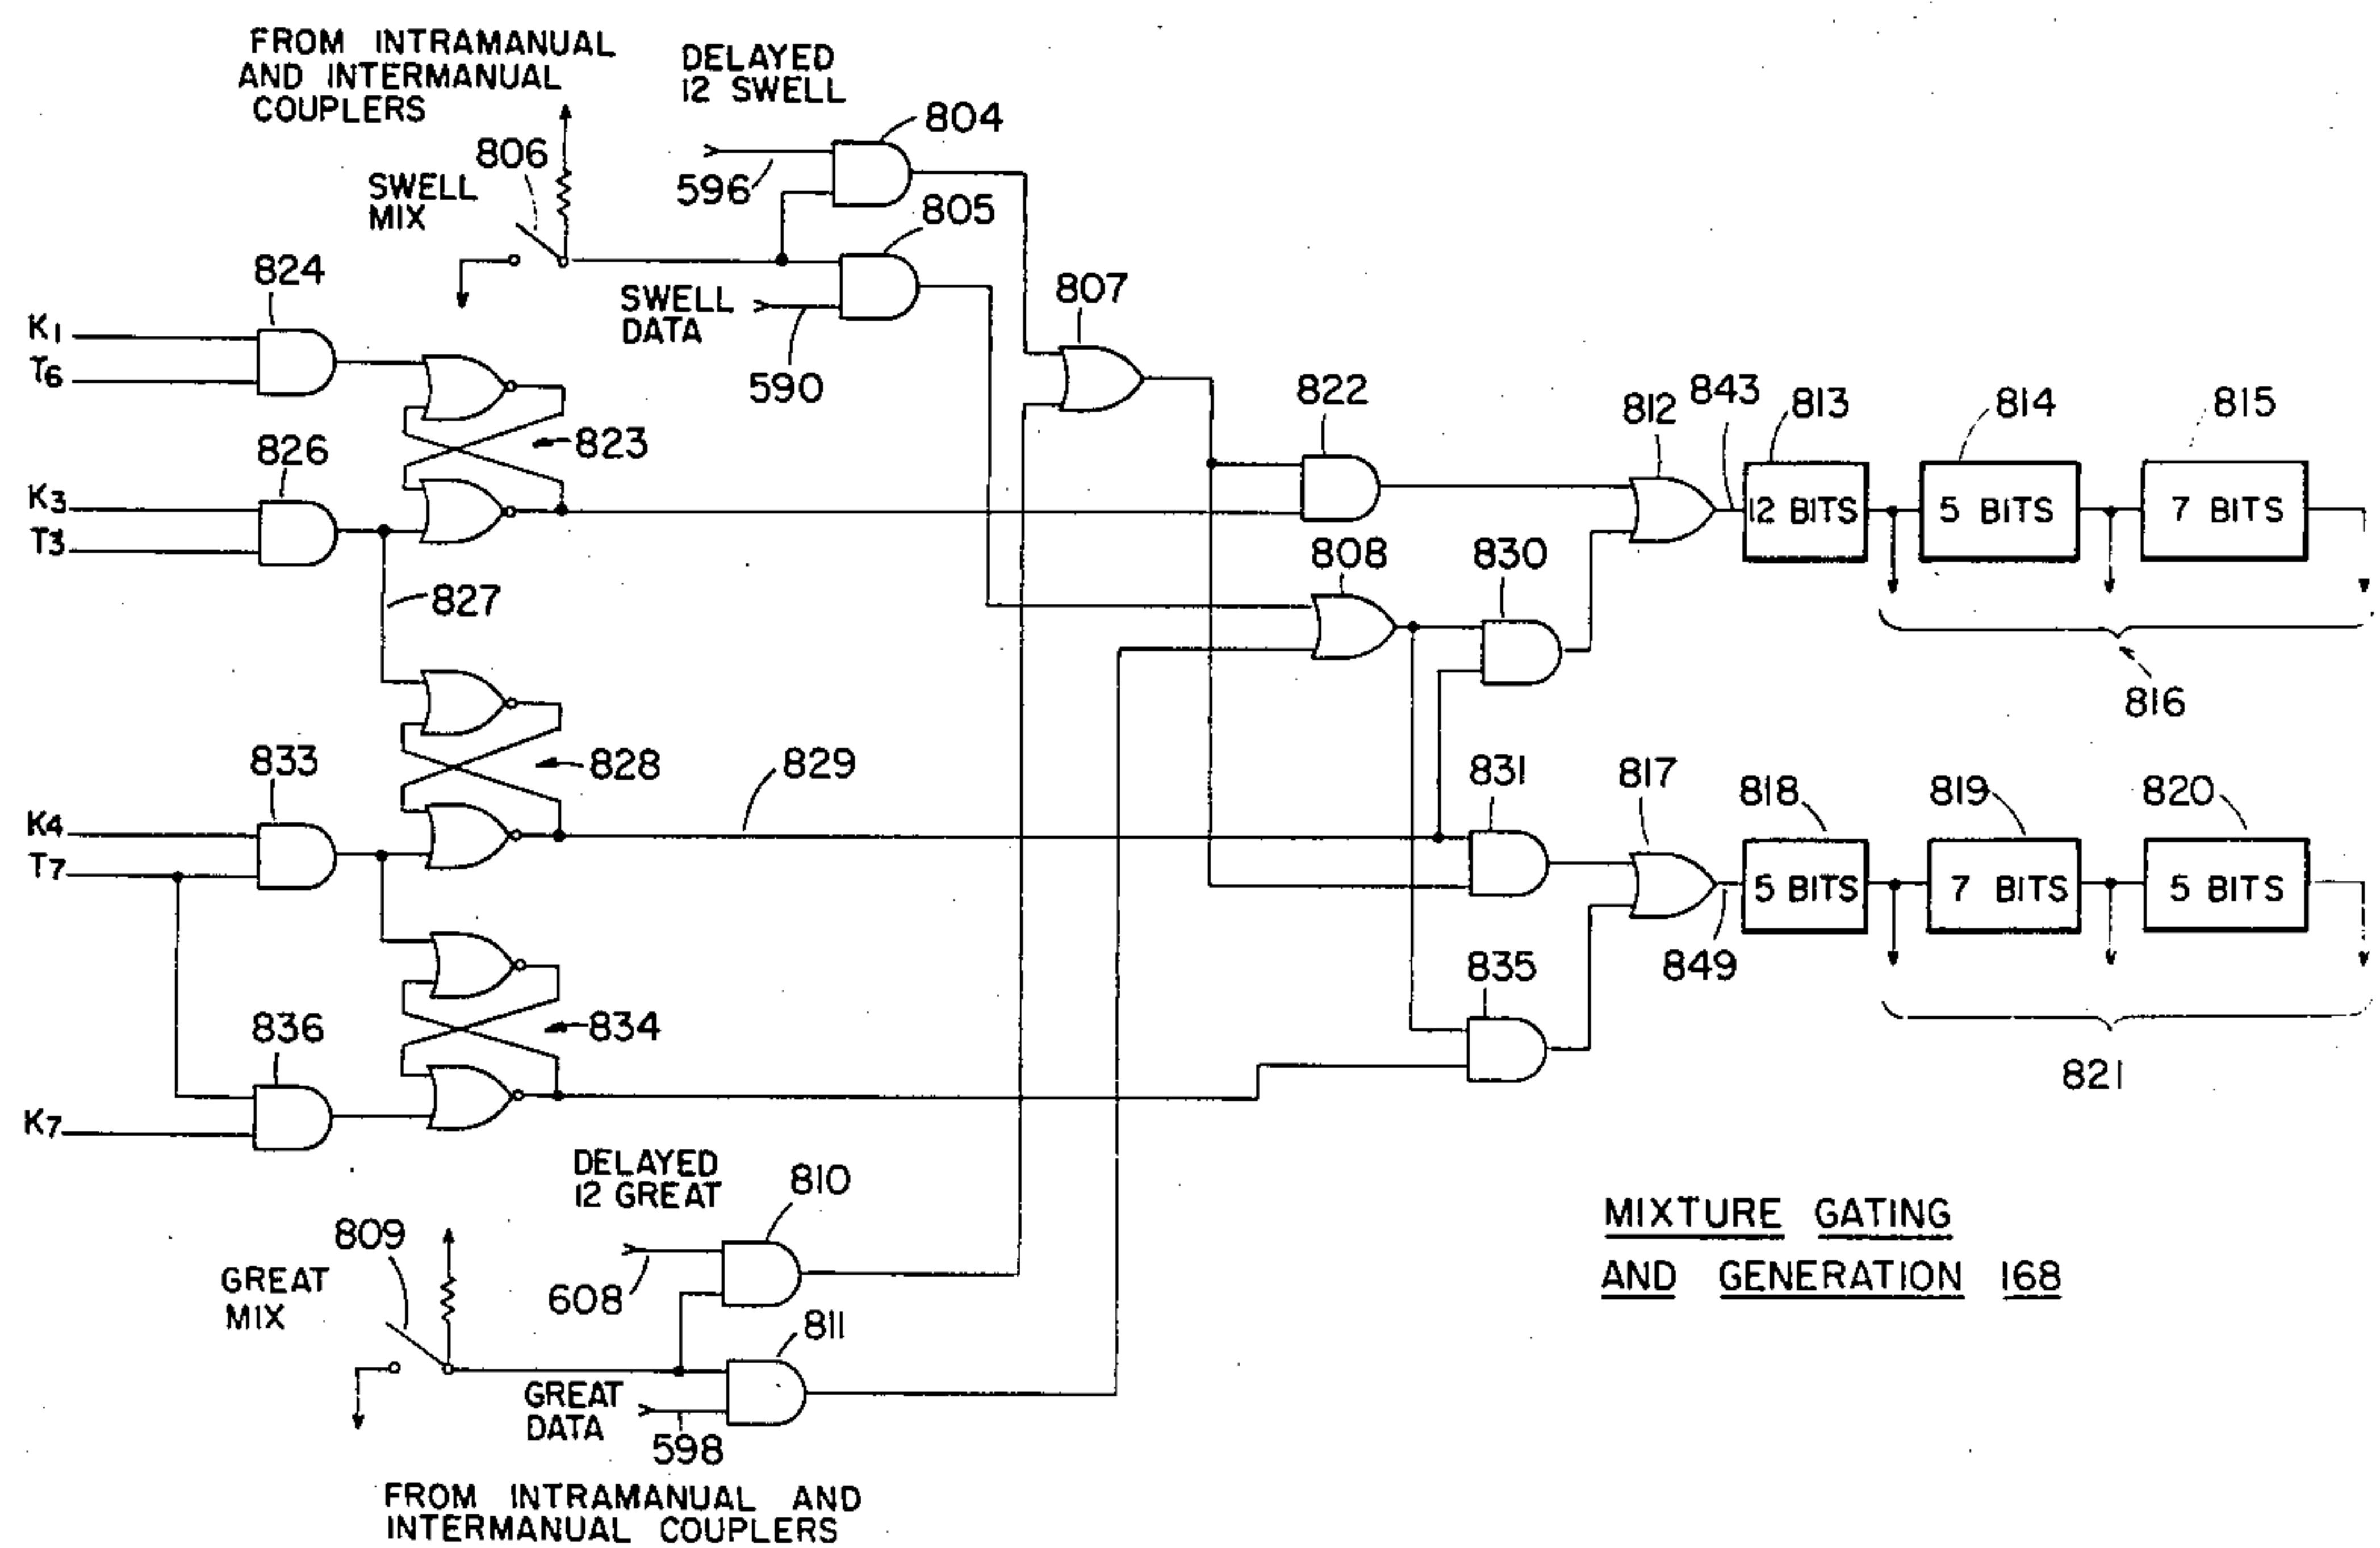 FROM INTRAMANUAL
AND INTERMANUAL
COUPLERS
DELAYED
12 SWELL
804
806
596
SWELL
MIX
805
824
SWELL
DATA
807
K1
T6
590
822
812
843
813
814
815
826
823
K3
12 BITS
5 BITS
7 BITS
T3
808
830
827
816
833
828
829
831
817
818
819
820
K4
T7
5 BITS
7 BITS
5 BITS
835
849
836
834
821
K7
DELAYED
12 GREAT
810
MIXTURE GATING
809
GREAT
MIX
608
AND GENERATION 168
811
GREAT
DATA
598
FROM INTRAMANUAL AND
INTERMANUAL COUPLERS